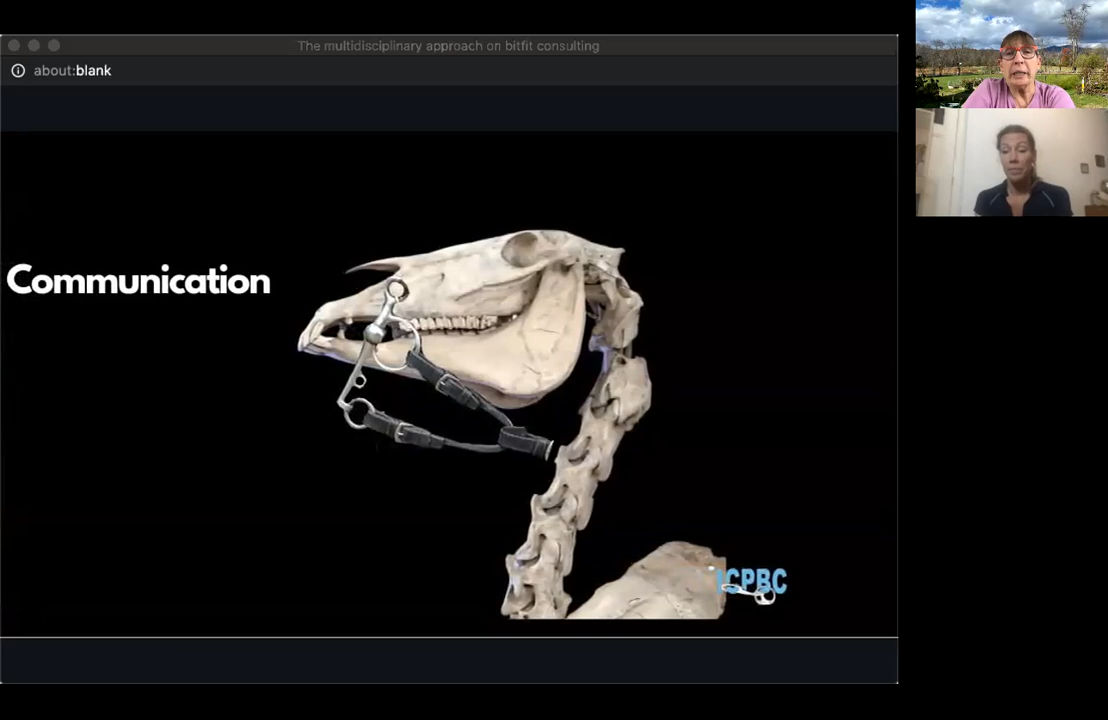 The multidisciplinary approach on bitfit consulting
about:blank
Communication
ICPBC